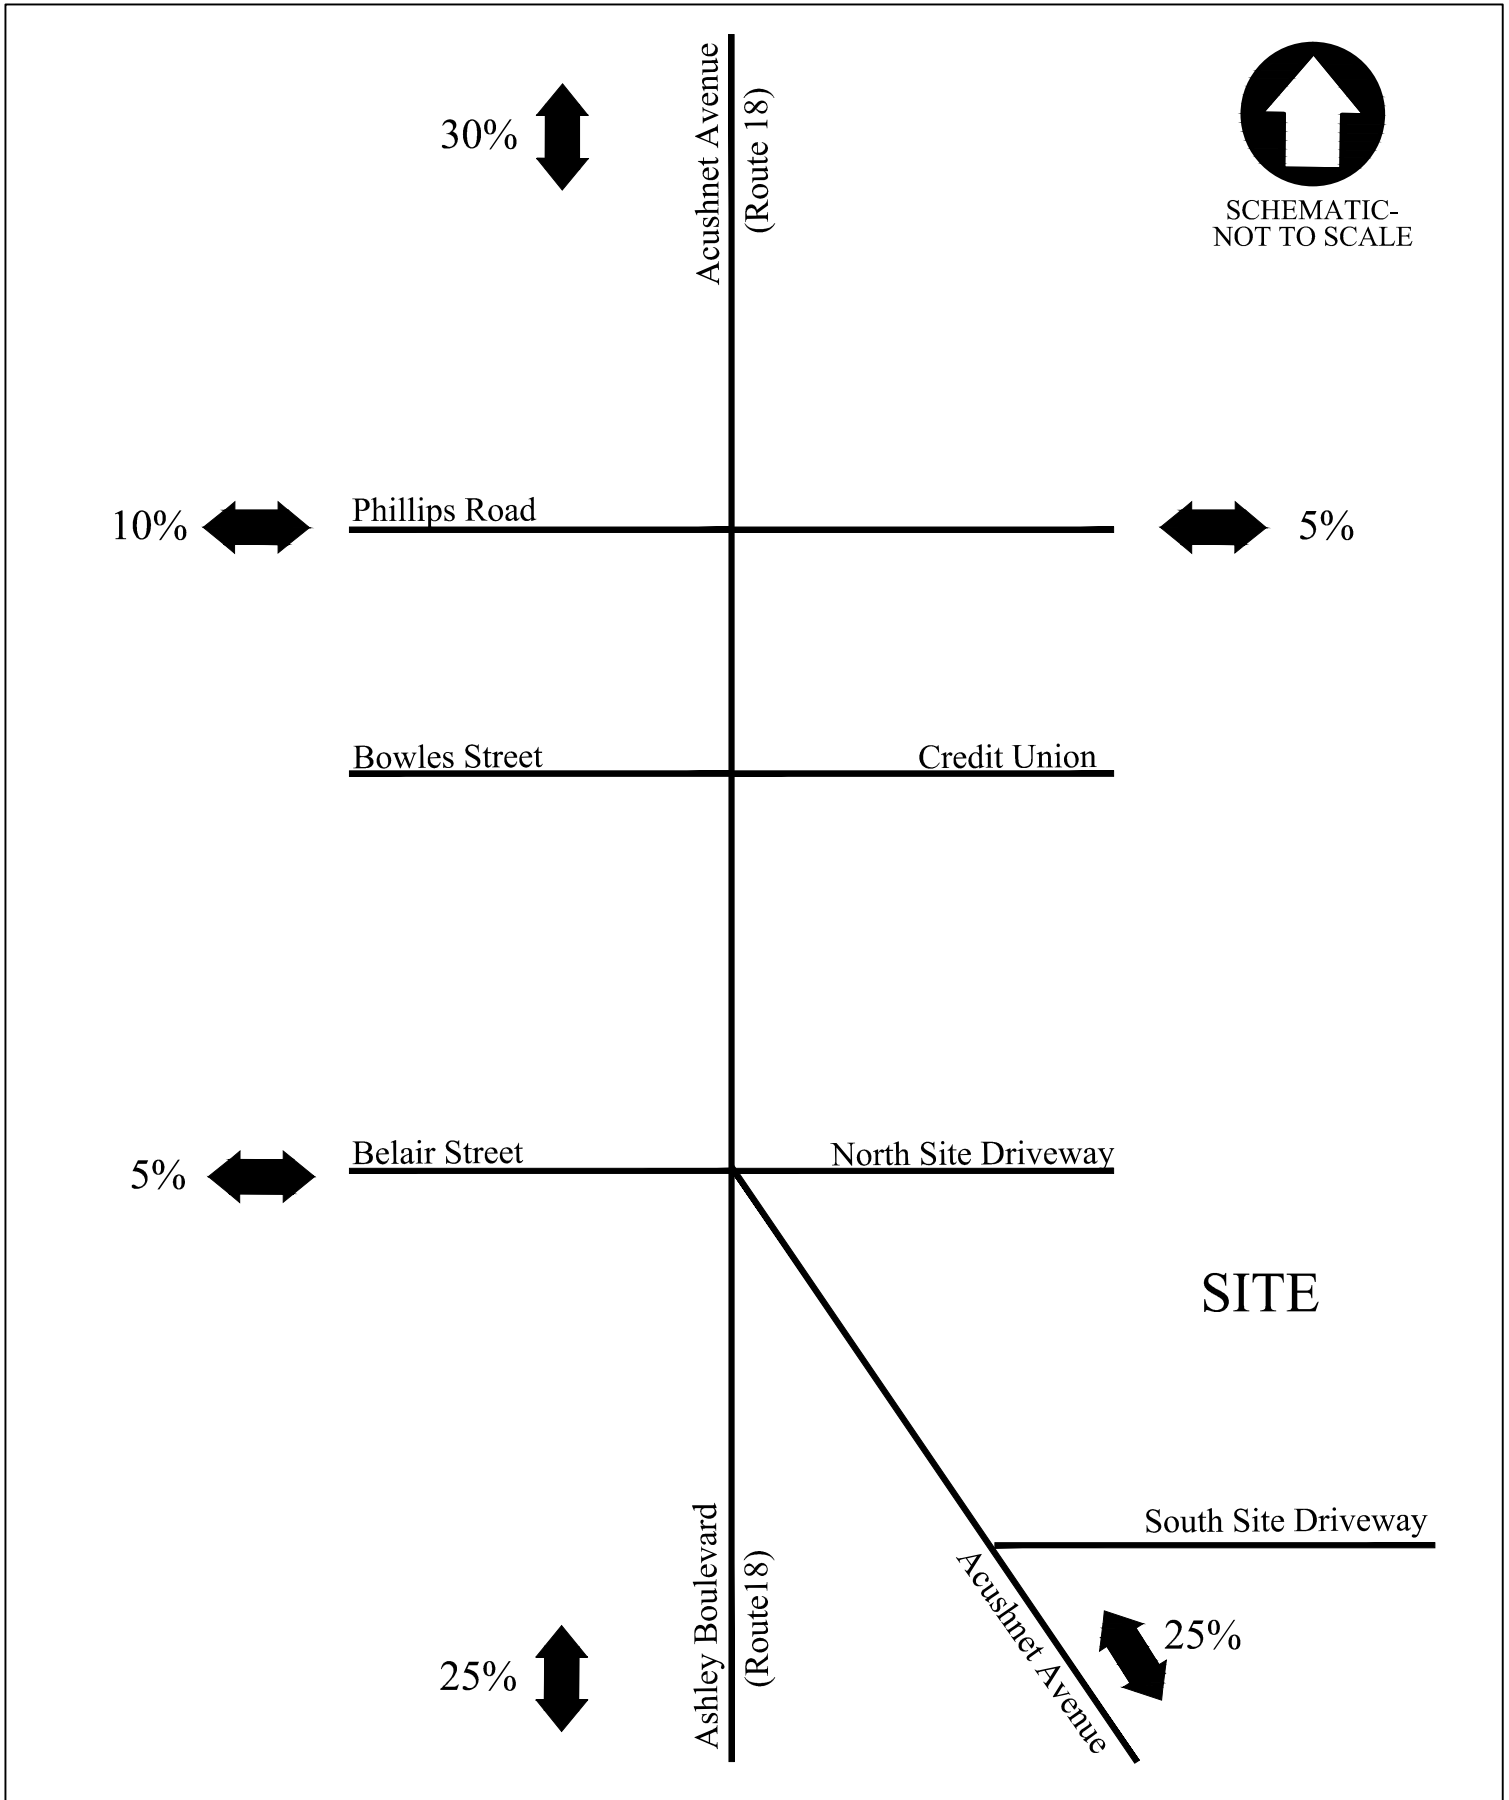 Acushnet Avenue
(Route 18)
30%
SCHEMATIC-
NOT TO SCALE
10%
Phillips Road
5%
Bowles Street
Credit Union
5%
Belair Street
North Site Driveway
SITE
South Site Driveway
Ashley Boulevard
(Route18)
25%
Acushnet Avenue
25%